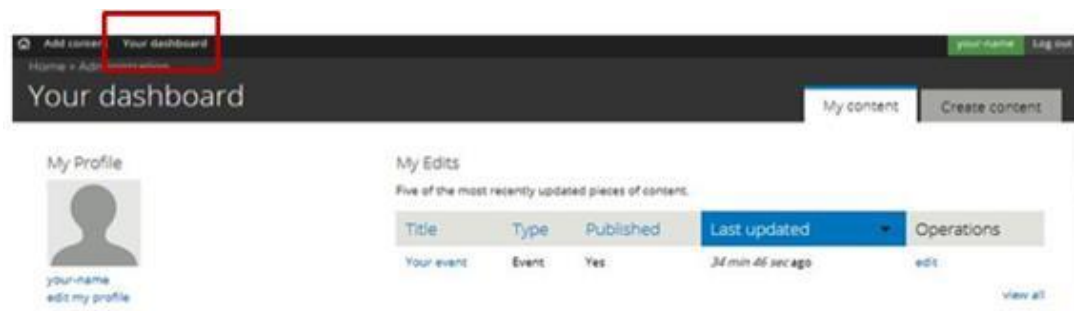 Add content Your dashboard your-name Log out
Home » Administration
Your dashboard
My content Create content
My Profile
My Edits
Five of the most recently updated pieces of content.
Title Type Published Last updated Operations
Your event Event Yes 34 min 46 sec ago edit
your-name
edit my profile
view all